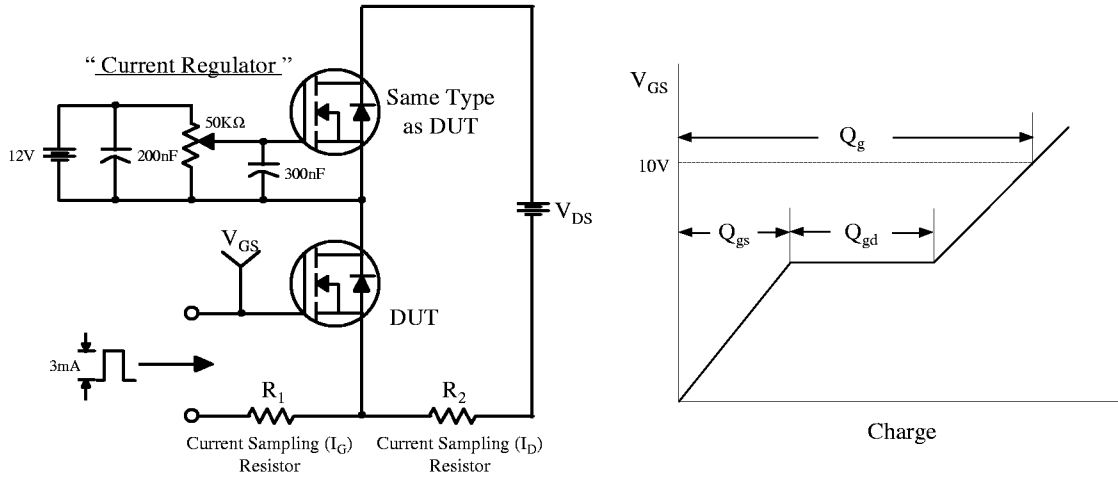 “ Current Regulator ”
50KΩ
12V
200nF
300nF
Same Type
as DUT
V_DS
V_GS
DUT
3mA
R_1
R_2
Current Sampling (I_G)
Resistor
Current Sampling (I_D)
Resistor
V_GS
Q_g
10V
Q_gs
Q_gd
Charge